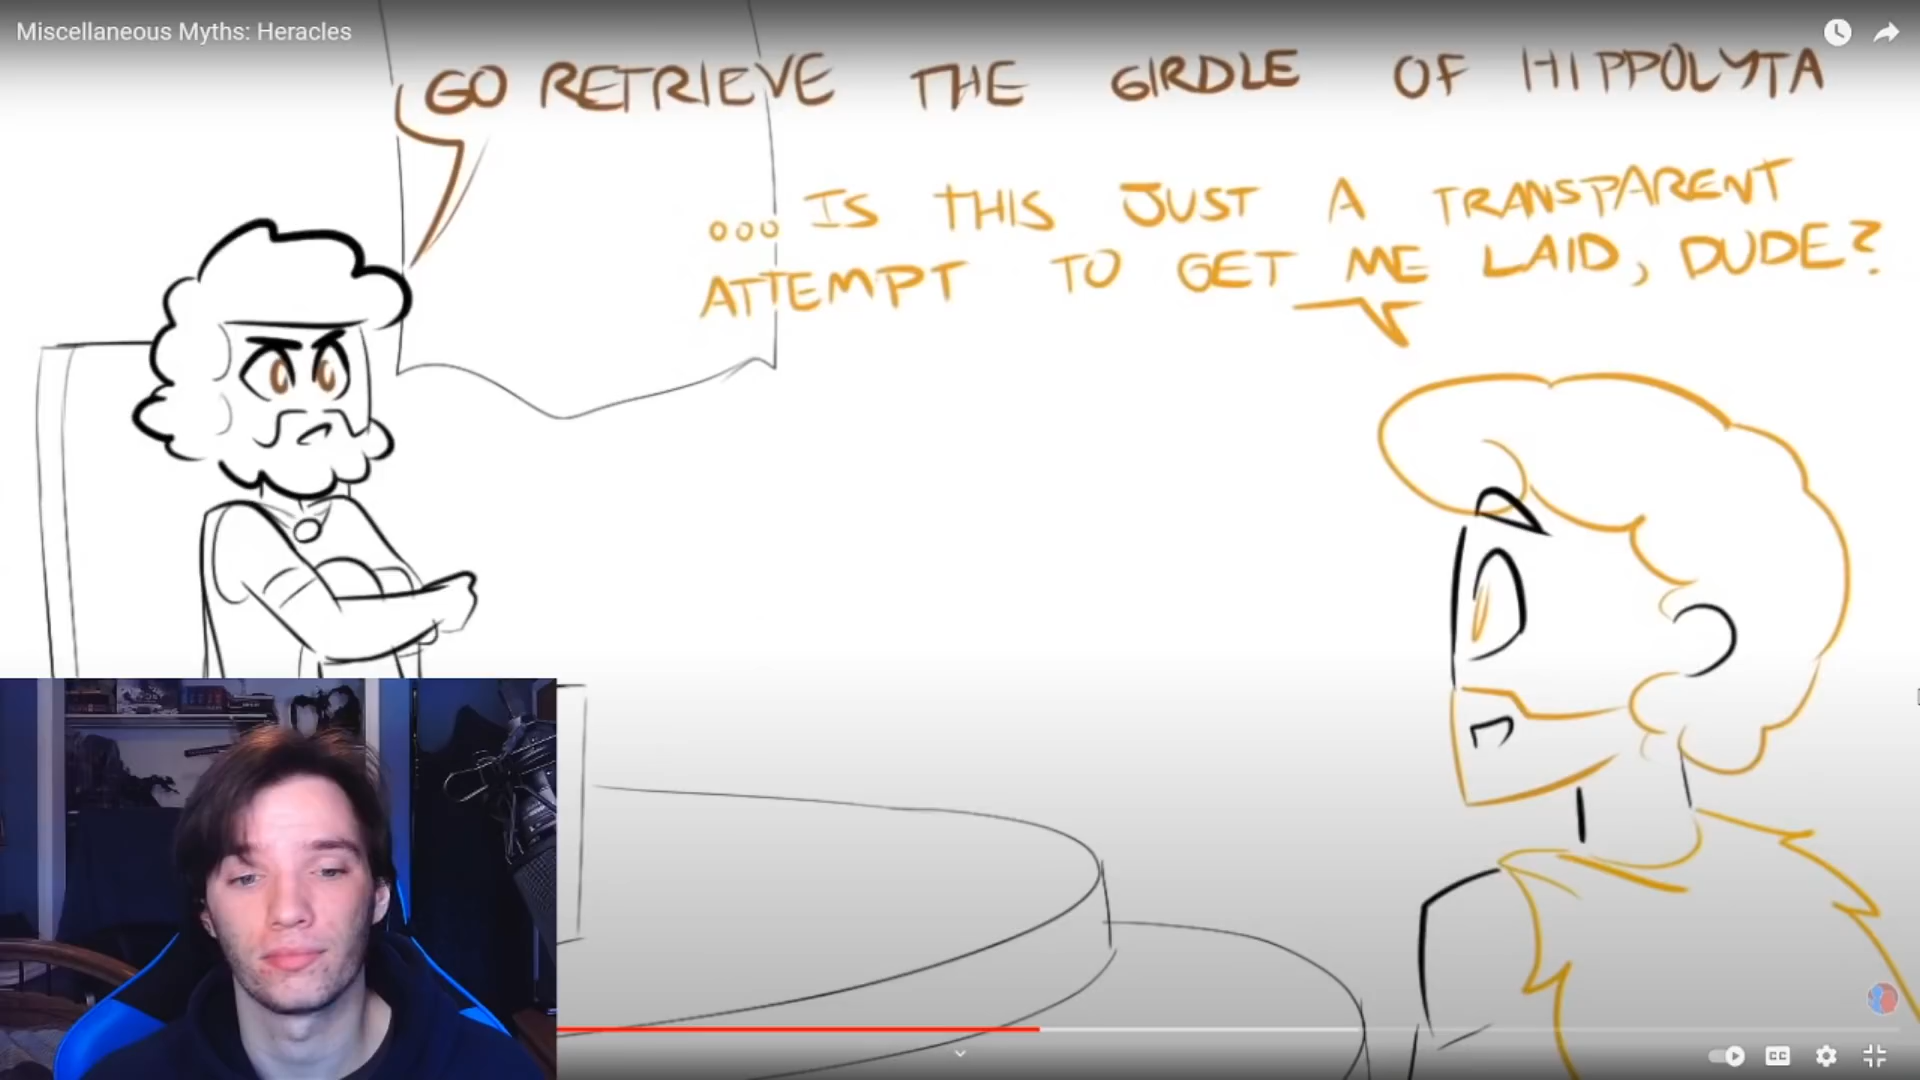 Miscellaneous Myths: Heracles
GO RETRIEVE THE GIRDLE OF HIPPOLYTA
... IS THIS JUST A TRANSPARENT
ATTEMPT TO GET ME LAID, DUDE?
CC